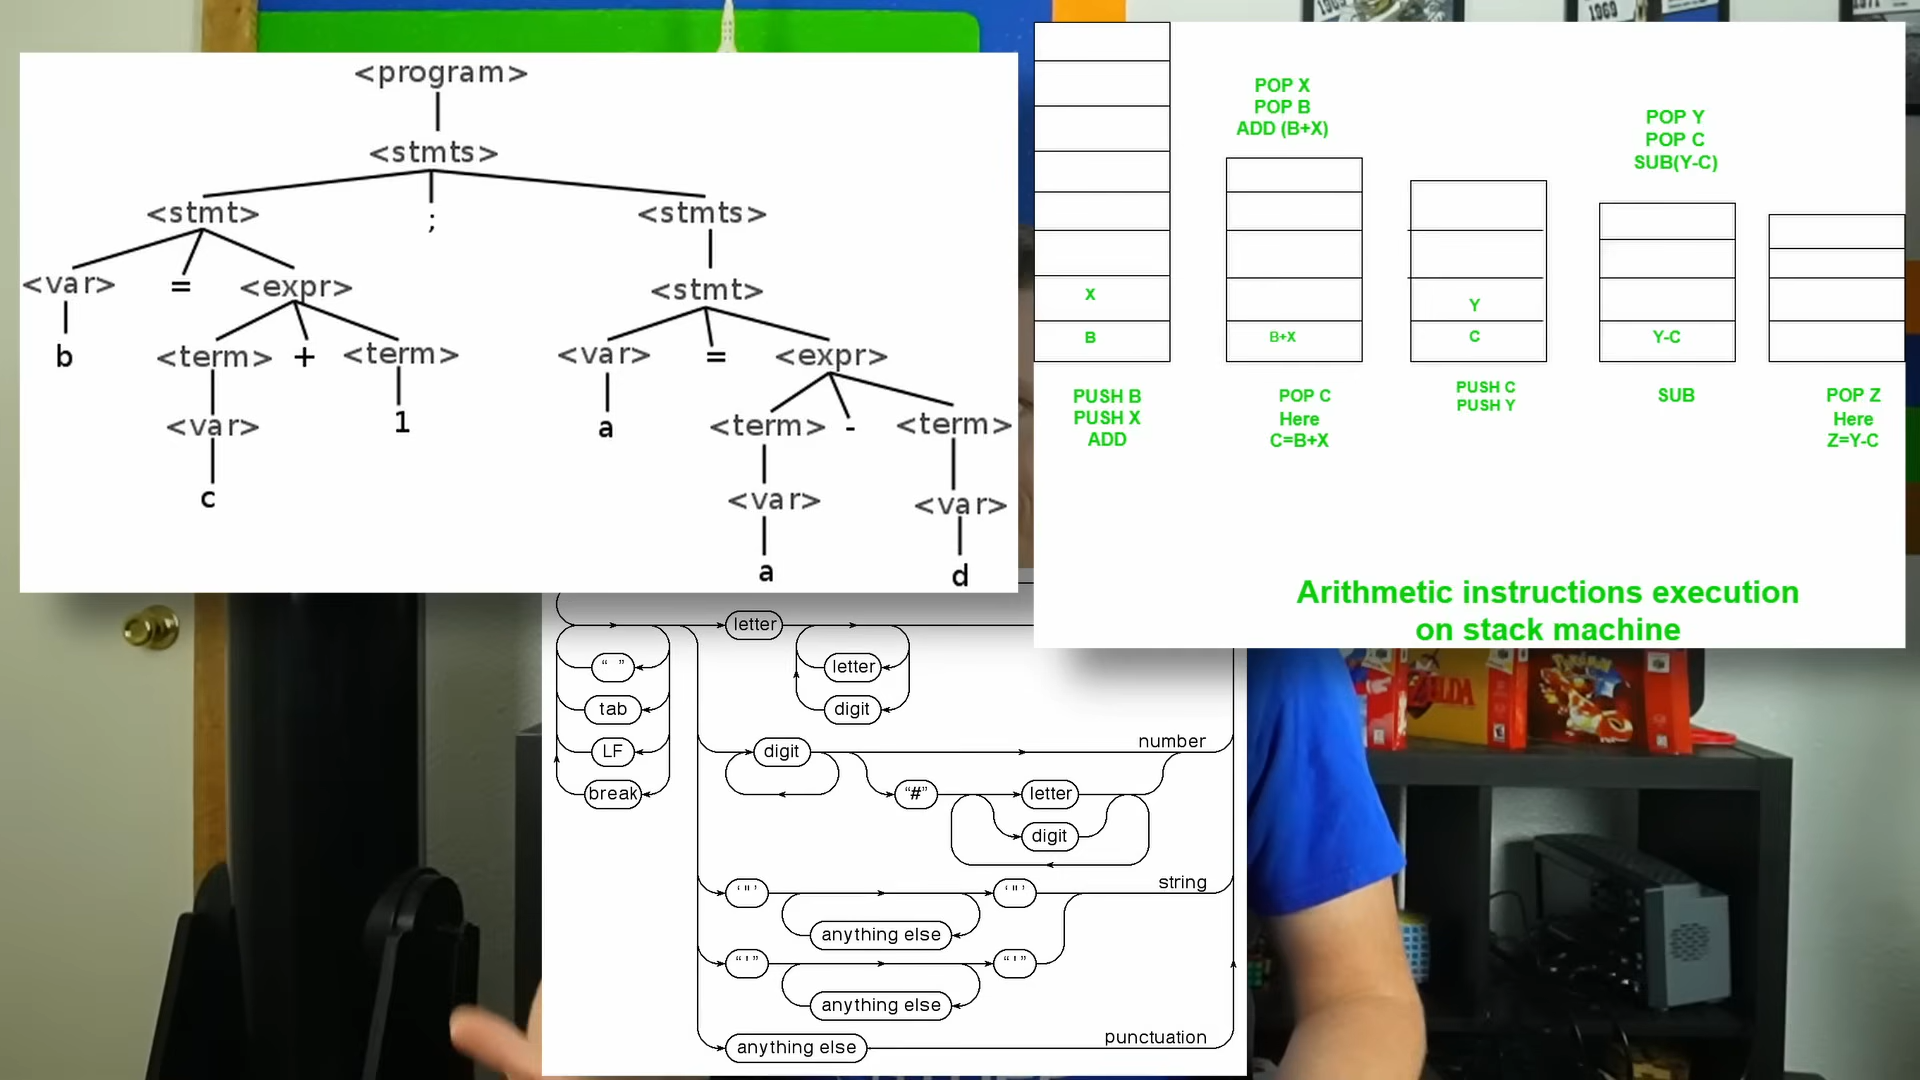 <program>
<stmts>
<stmt> ; <stmts>
<var> = <expr> <stmt>
b <term> + <term> <var> = <expr>
<var> 1 a <term> - <term>
c <var> <var>
a d
1969
POP X
POP B
ADD (B+X)
POP Y
POP C
SUB(Y-C)
X
B
B+X
Y
C
Y-C
PUSH B
PUSH X
ADD
POP C
Here
C=B+X
PUSH C
PUSH Y
SUB
POP Z
Here
Z=Y-C
Arithmetic instructions execution
on stack machine
letter
“ ” letter
tab digit
LF digit number
break “#” letter
digit
‘"’ ‘"’ string
anything else
“'” “'”
anything else
anything else punctuation
ZELDA